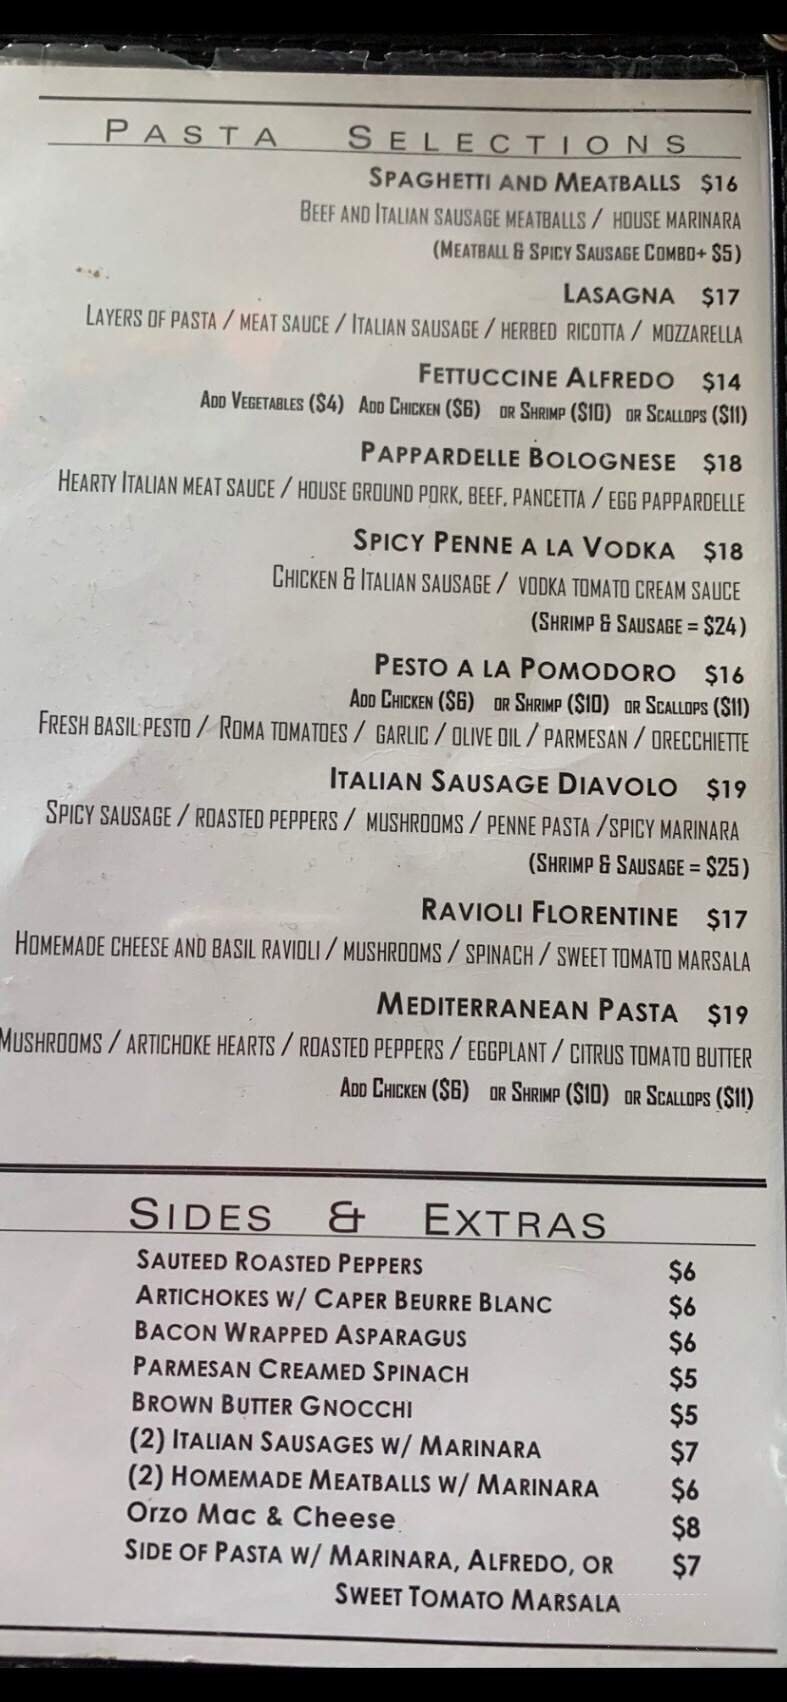 PASTA SELECTIONS
SPAGHETTI AND MEATBALLS $16
BEEF AND ITALIAN SAUSAGE MEATBALLS / HOUSE MARINARA
(MEATBALL & SPICY SAUSAGE COMBO+ $5)
LASAGNA $17
LAYERS OF PASTA / MEAT SAUCE / ITALIAN SAUSAGE / HERBED RICOTTA / MOZZARELLA
FETTUCCINE ALFREDO $14
ADD VEGETABLES ($4) ADD CHICKEN ($6) OR SHRIMP ($10) OR SCALLOPS ($11)
PAPPARDELLE BOLOGNESE $18
HEARTY ITALIAN MEAT SAUCE / HOUSE GROUND PORK, BEEF, PANCETTA / EGG PAPPARDELLE
SPICY PENNE A LA VODKA $18
CHICKEN & ITALIAN SAUSAGE / VODKA TOMATO CREAM SAUCE
(SHRIMP & SAUSAGE = $24)
PESTO A LA POMODORO $16
ADD CHICKEN ($6) OR SHRIMP ($10) OR SCALLOPS ($11)
FRESH BASIL PESTO / ROMA TOMATOES / GARLIC / OLIVE OIL / PARMESAN / ORECCHIETTE
ITALIAN SAUSAGE DIAVOLO $19
SPICY SAUSAGE / ROASTED PEPPERS / MUSHROOMS / PENNE PASTA /SPICY MARINARA
(SHRIMP & SAUSAGE = $25)
RAVIOLI FLORENTINE $17
HOMEMADE CHEESE AND BASIL RAVIOLI / MUSHROOMS / SPINACH / SWEET TOMATO MARSALA
MEDITERRANEAN PASTA $19
MUSHROOMS / ARTICHOKE HEARTS / ROASTED PEPPERS / EGGPLANT / CITRUS TOMATO BUTTER
ADD CHICKEN ($6) OR SHRIMP ($10) OR SCALLOPS ($11)
SIDES & EXTRAS
SAUTEED ROASTED PEPPERS $6
ARTICHOKES W/ CAPER BEURRE BLANC $6
BACON WRAPPED ASPARAGUS $6
PARMESAN CREAMED SPINACH $5
BROWN BUTTER GNOCCHI $5
(2) ITALIAN SAUSAGES W/ MARINARA $7
(2) HOMEMADE MEATBALLS W/ MARINARA $6
Orzo Mac & Cheese $8
SIDE OF PASTA W/ MARINARA, ALFREDO, OR $7
SWEET TOMATO MARSALA